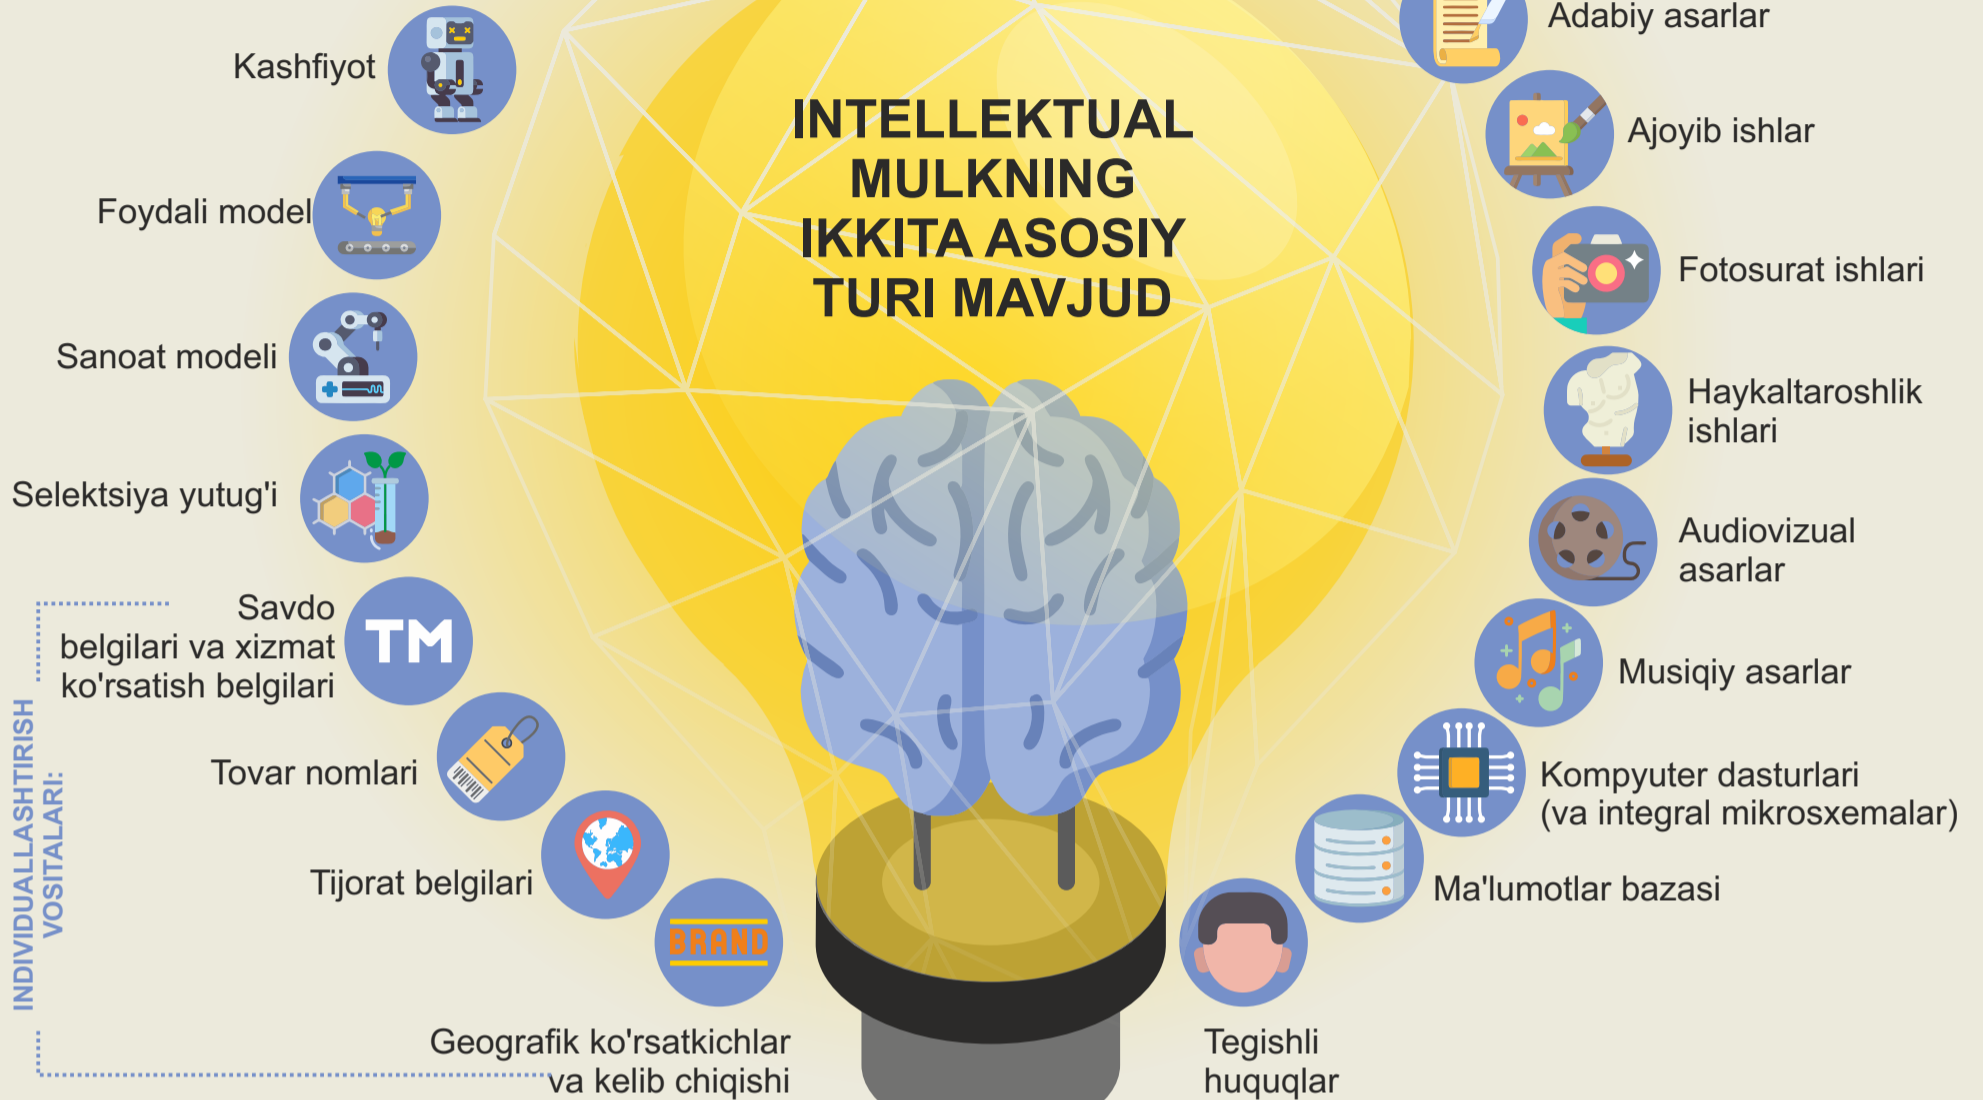 INTELLEKTUAL
MULKNING
IKKITA ASOSIY
TURI MAVJUD
Kashfiyot
Foydali model
Sanoat modeli
Selektsiya yutug'i
INDIVIDUALLASHTIRISH
VOSITALARI:
Savdo
belgilari va xizmat
ko'rsatish belgilari
TM
Tovar nomlari
Tijorat belgilari
BRAND
Geografik ko'rsatkichlar
va kelib chiqishi
Adabiy asarlar
Ajoyib ishlar
Fotosurat ishlari
Haykaltaroshlik
ishlari
Audiovizual
asarlar
Musiqiy asarlar
Kompyuter dasturlari
(va integral mikrosxemalar)
Ma'lumotlar bazasi
Tegishli
huquqlar